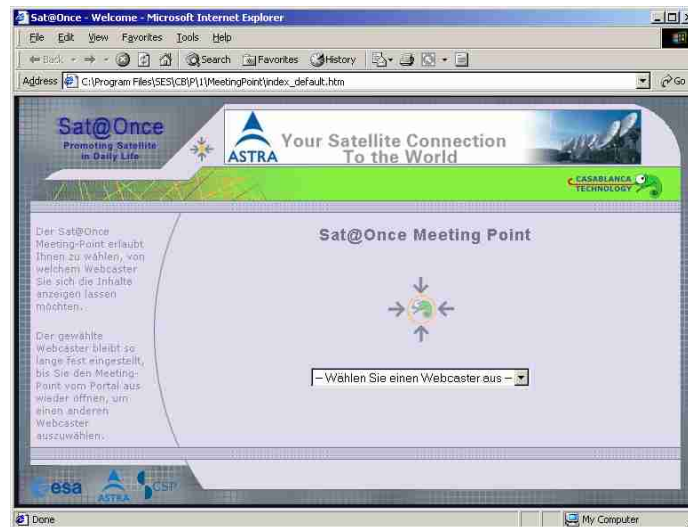 Sat@Once - Welcome - Microsoft Internet Explorer
File Edit View Favorites Tools Help
Back Search Favorites History
Address C:\Program Files\SES\CB\P\1\MeetingPoint\index_default.htm Go
Sat@Once
Promoting Satellite
in Daily Life
ASTRA
Your Satellite Connection
To the World
CASABLANCA
TECHNOLOGY
Der Sat@Once
Meeting-Point erlaubt
Ihnen zu wählen, von
welchem Webcaster
Sie sich die Inhalte
anzeigen lassen
möchten.
Der gewählte
Webcaster bleibt so
lange fest eingestellt,
bis Sie den Meeting-
Point vom Portal aus
wieder öffnen, um
einen anderen
Webcaster
auszuwählen.
Sat@Once Meeting Point
– Wählen Sie einen Webcaster aus –
esa ASTRA CSP
Done My Computer